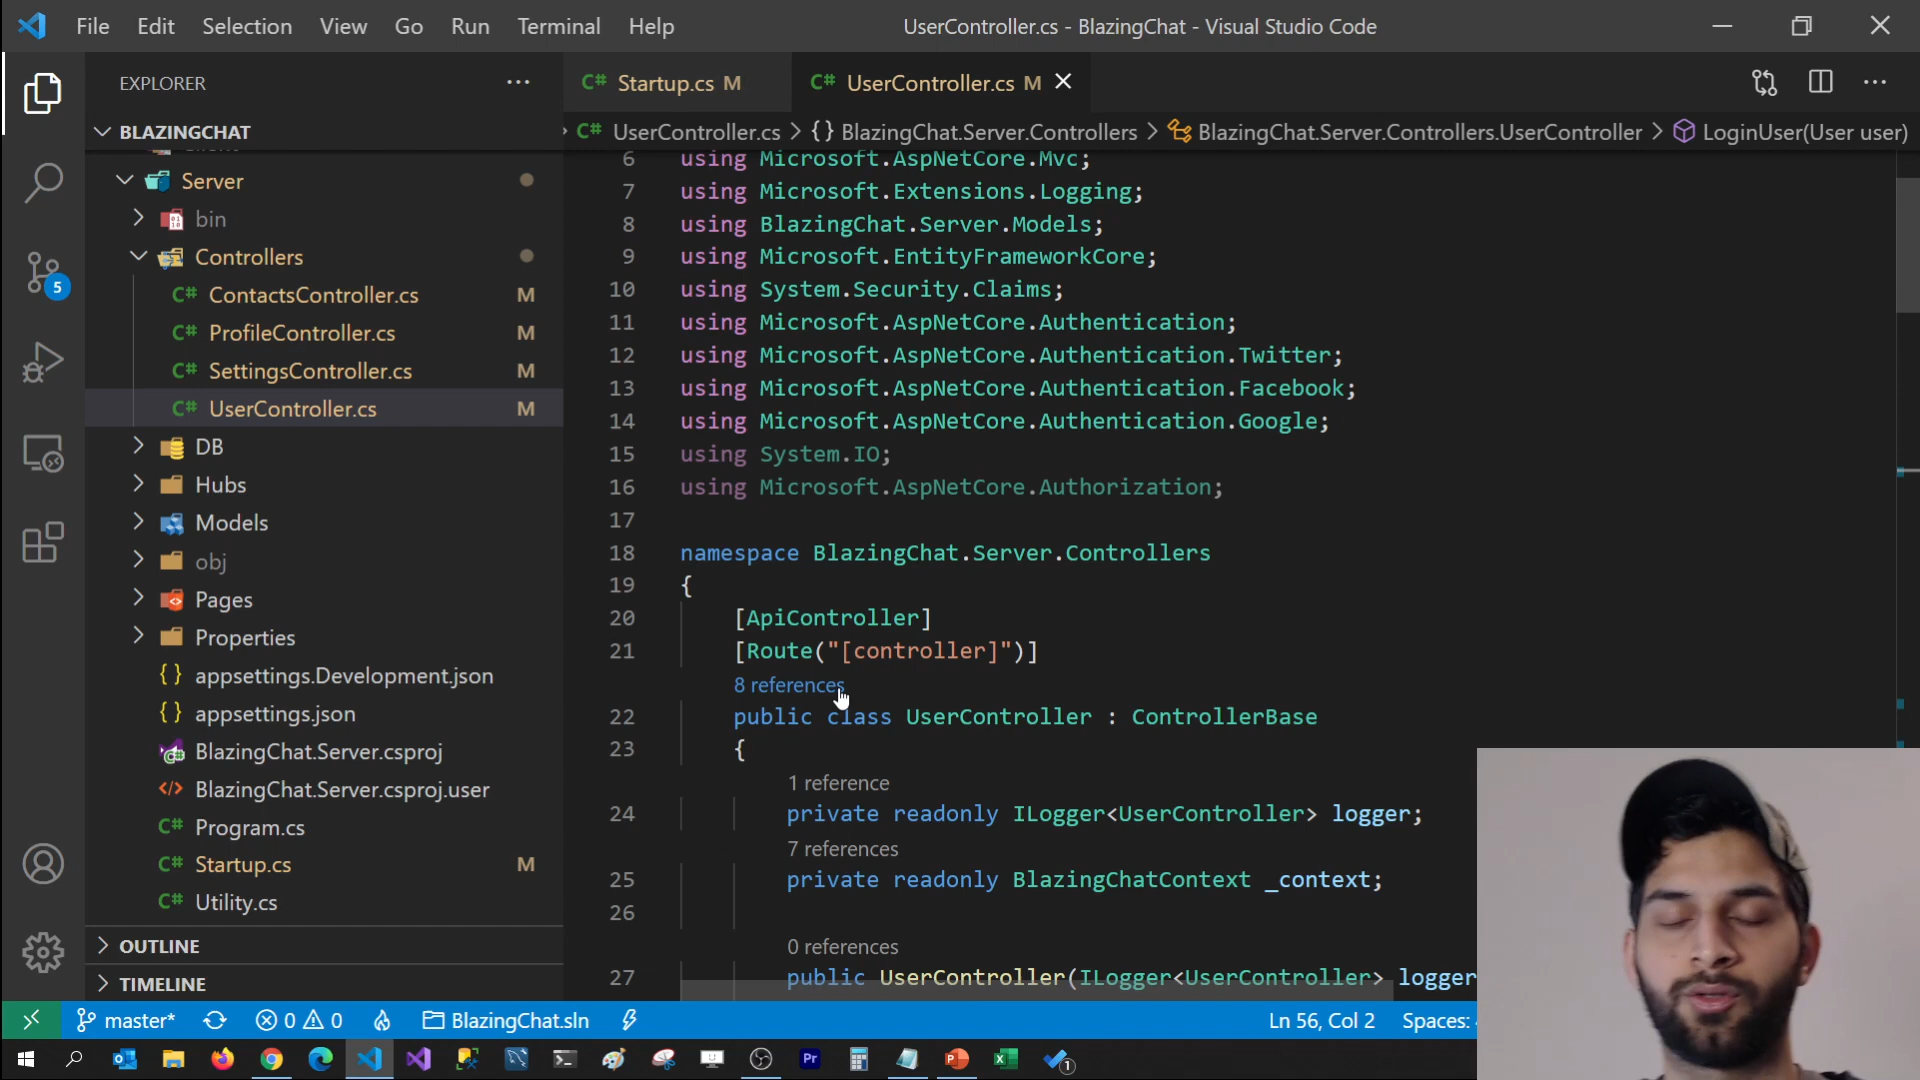 File Edit Selection View Go Run Terminal Help
UserController.cs - BlazingChat - Visual Studio Code
EXPLORER
BLAZINGCHAT
Server
bin
Controllers
C# ContactsController.cs M
C# ProfileController.cs M
C# SettingsController.cs M
C# UserController.cs M
DB
Hubs
Models
obj
Pages
Properties
{} appsettings.Development.json
{} appsettings.json
BlazingChat.Server.csproj
BlazingChat.Server.csproj.user
C# Program.cs
C# Startup.cs M
C# Utility.cs
OUTLINE
TIMELINE
5
C# Startup.cs M
C# UserController.cs M
C# UserController.cs > {} BlazingChat.Server.Controllers > BlazingChat.Server.Controllers.UserController > LoginUser(User user)
6 using Microsoft.AspNetCore.Mvc;
7 using Microsoft.Extensions.Logging;
8 using BlazingChat.Server.Models;
9 using Microsoft.EntityFrameworkCore;
10 using System.Security.Claims;
11 using Microsoft.AspNetCore.Authentication;
12 using Microsoft.AspNetCore.Authentication.Twitter;
13 using Microsoft.AspNetCore.Authentication.Facebook;
14 using Microsoft.AspNetCore.Authentication.Google;
15 using System.IO;
16 using Microsoft.AspNetCore.Authorization;
17
18 namespace BlazingChat.Server.Controllers
19 {
20 [ApiController]
21 [Route("[controller]")]
8 references
22 public class UserController : ControllerBase
23 {
1 reference
24 private readonly ILogger<UserController> logger;
7 references
25 private readonly BlazingChatContext _context;
26
0 references
27 public UserController(ILogger<UserController> logger
master* 0 0 BlazingChat.sln Ln 56, Col 2 Spaces:
Pr
1